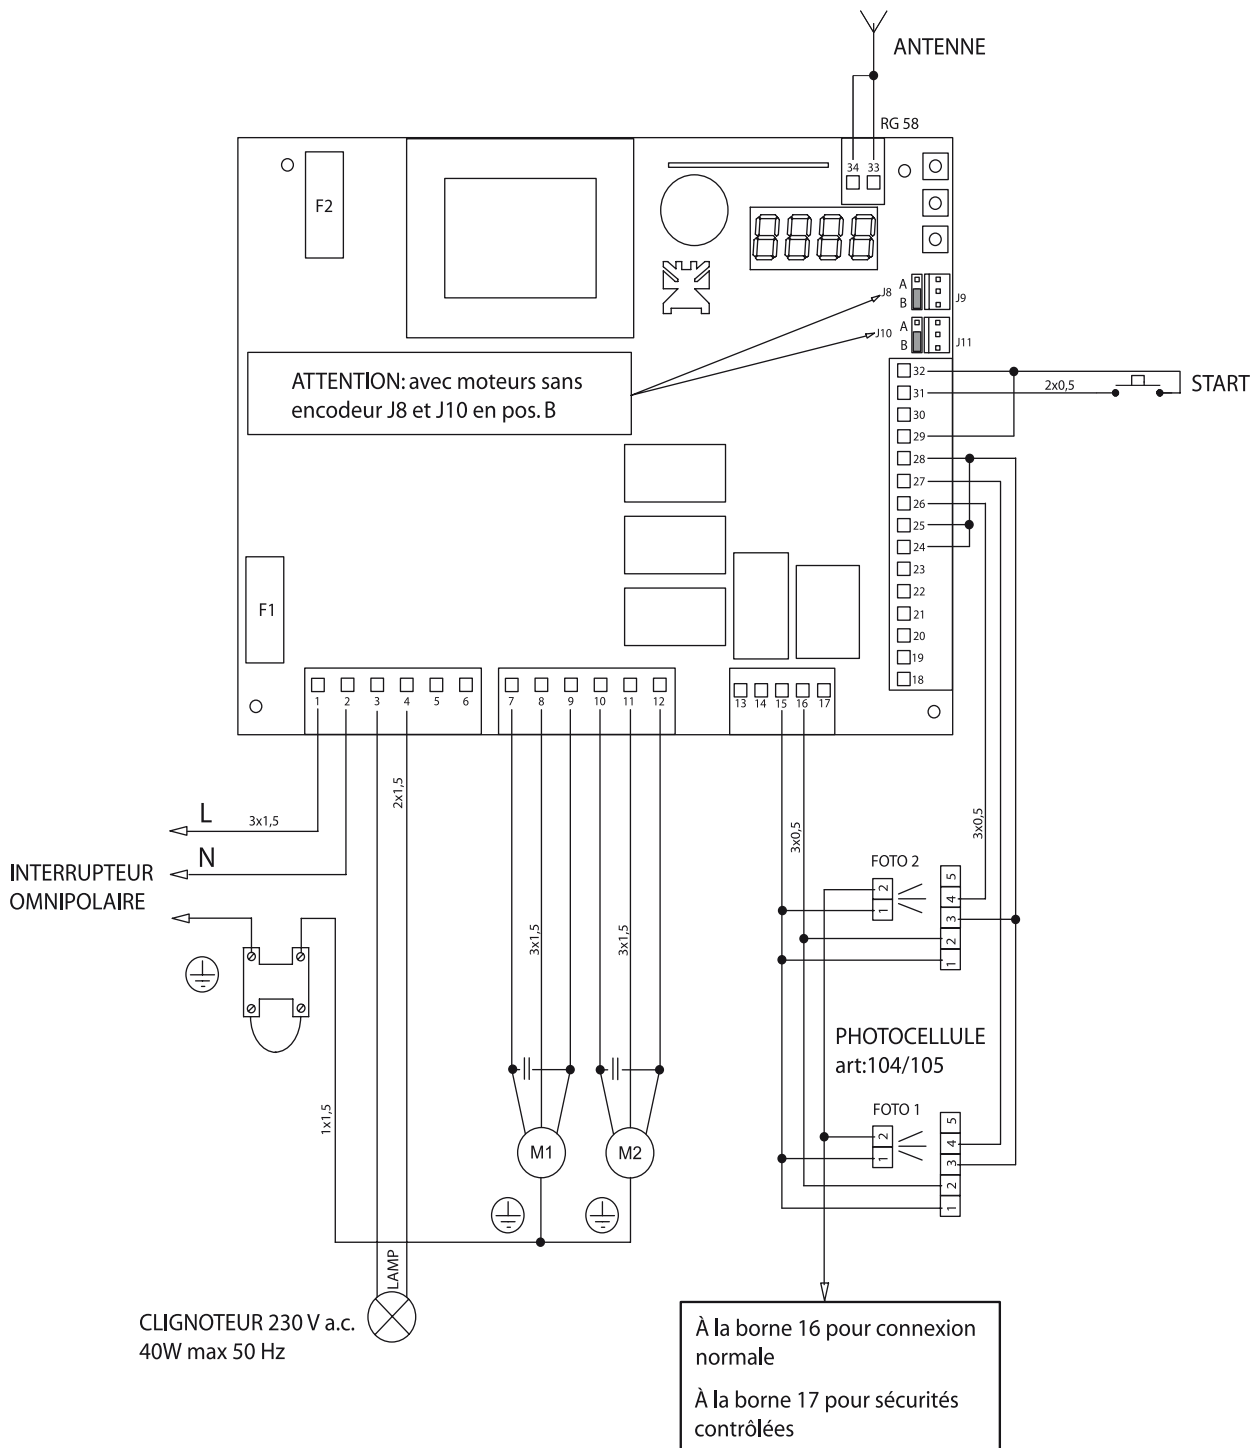 ANTENNE
RG 58
34 33
F2
A
J8
B
J9
A
J10
B
J11
ATTENTION: avec moteurs sans
encodeur J8 et J10 en pos. B
32
31
30
29
28
27
26
25
24
23
22
21
20
19
18
2x0,5
START
F1
1 2 3 4 5 6
7 8 9 10 11 12
13 14 15 16 17
L
3x1,5
N
INTERRUPTEUR
OMNIPOLAIRE
2x1,5
3x1,5
3x1,5
3x0,5
3x0,5
1x1,5
FOTO 2
2
1
5
4
3
2
1
PHOTOCELLULE
art:104/105
FOTO 1
2
1
5
4
3
2
1
M1
M2
LAMP
CLIGNOTEUR 230 V a.c.
40W max 50 Hz
À la borne 16 pour connexion
normale
À la borne 17 pour sécurités
contrôlées